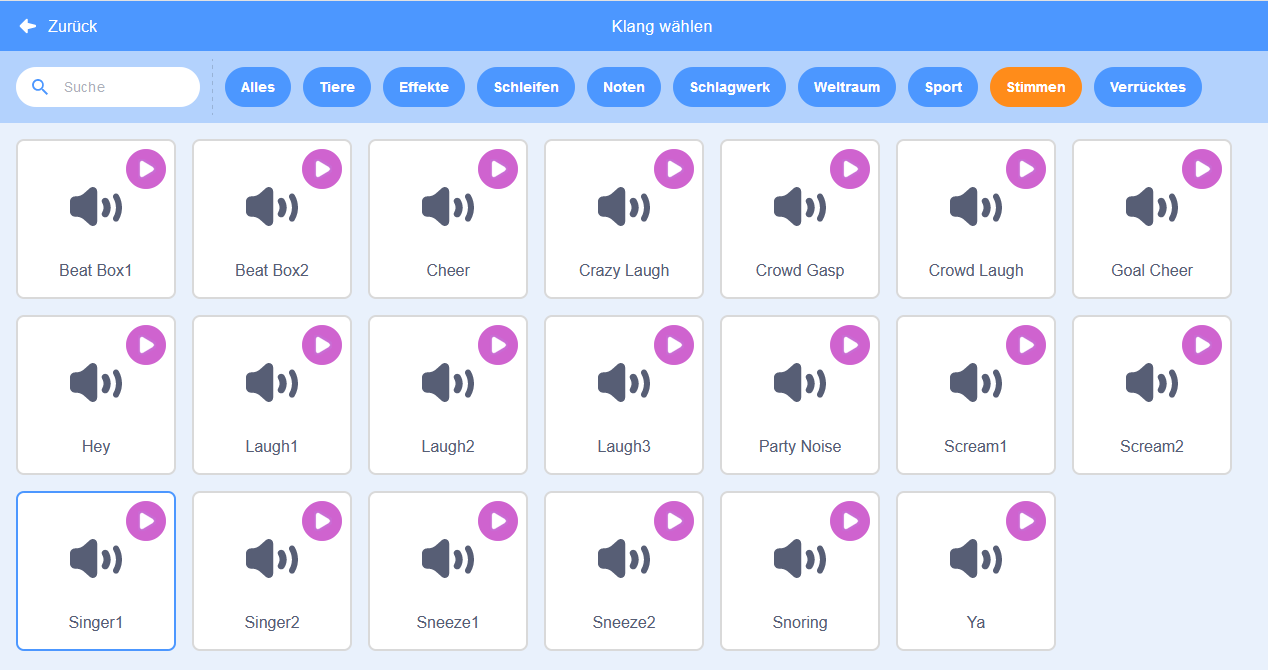 Zurück
Klang wählen
Suche
Alles
Tiere
Effekte
Schleifen
Noten
Schlagwerk
Weltraum
Sport
Stimmen
Verrücktes
Beat Box1
Beat Box2
Cheer
Crazy Laugh
Crowd Gasp
Crowd Laugh
Goal Cheer
Hey
Laugh1
Laugh2
Laugh3
Party Noise
Scream1
Scream2
Singer1
Singer2
Sneeze1
Sneeze2
Snoring
Ya